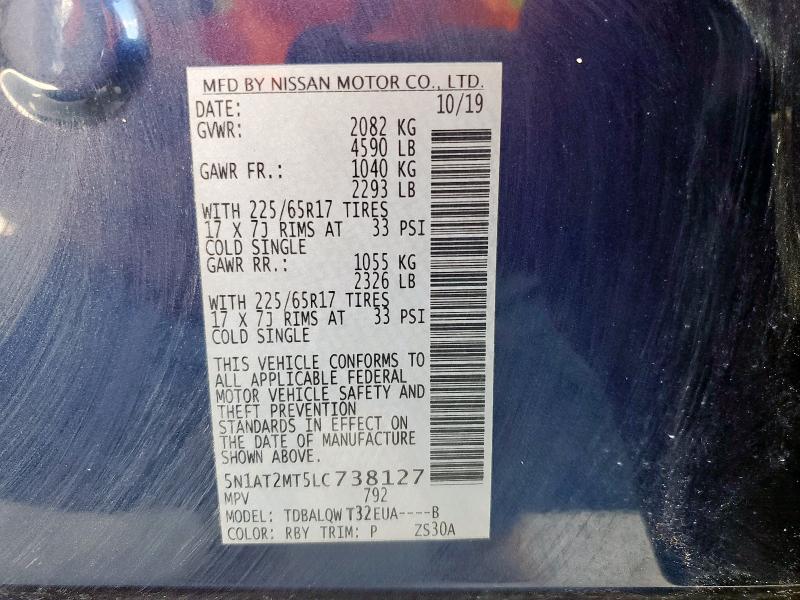 MFD BY NISSAN MOTOR CO., LTD.
DATE: 10/19
GVWR: 2082 KG
4590 LB
GAWR FR.: 1040 KG
2293 LB
WITH 225/65R17 TIRES
17 X 7J RIMS AT 33 PSI
COLD SINGLE
GAWR RR.: 1055 KG
2326 LB
WITH 225/65R17 TIRES
17 X 7J RIMS AT 33 PSI
COLD SINGLE
THIS VEHICLE CONFORMS TO
ALL APPLICABLE FEDERAL
MOTOR VEHICLE SAFETY AND
THEFT PREVENTION
STANDARDS IN EFFECT ON
THE DATE OF MANUFACTURE
SHOWN ABOVE.
5N1AT2MT5LC738127
MPV 792
MODEL: TDBALQW T32EUA----B
COLOR: RBY TRIM: P ZS30A